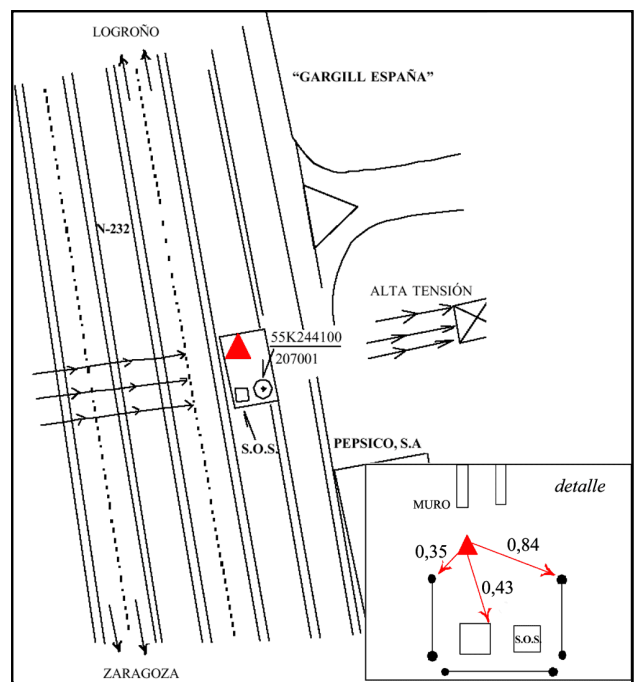 LOGROÑO
"GARGILL ESPAÑA"
N-232
ALTA TENSIÓN
55K244100
207001
S.O.S.
PEPSICO, S.A
detalle
MURO
0,35
0,84
0,43
S.O.S.
ZARAGOZA